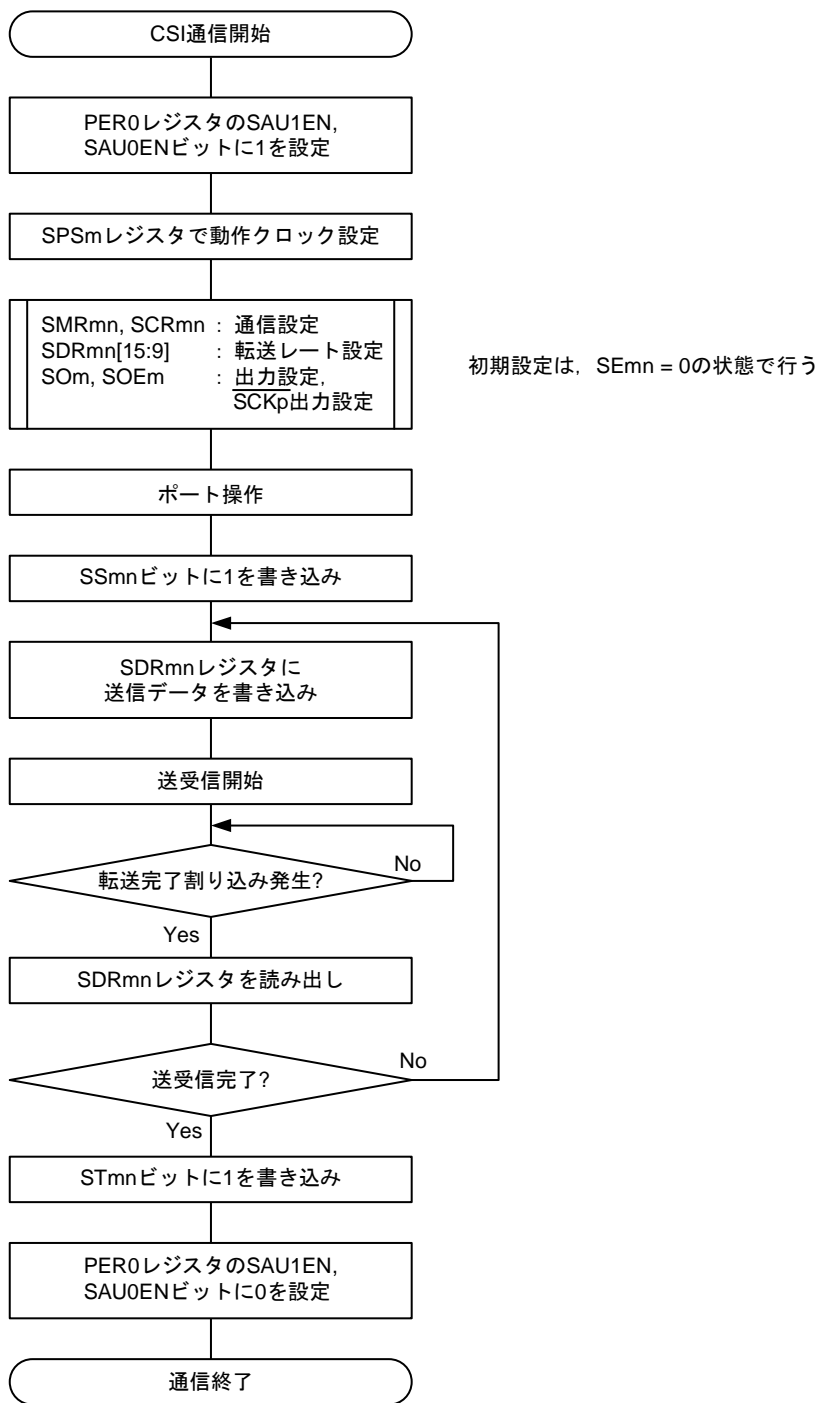 CSI通信開始
PER0レジスタのSAU1EN,
SAU0ENビットに1を設定
SPSmレジスタで動作クロック設定
SMRmn, SCRmn : 通信設定
SDRmn[15:9] : 転送レート設定
SOm, SOEm : 出力設定,
SCKp出力設定
初期設定は, SEmn = 0の状態で行う
ポート操作
SSmnビットに1を書き込み
SDRmnレジスタに
送信データを書き込み
送受信開始
転送完了割り込み発生?
No
Yes
SDRmnレジスタを読み出し
送受信完了?
No
Yes
STmnビットに1を書き込み
PER0レジスタのSAU1EN,
SAU0ENビットに0を設定
通信終了